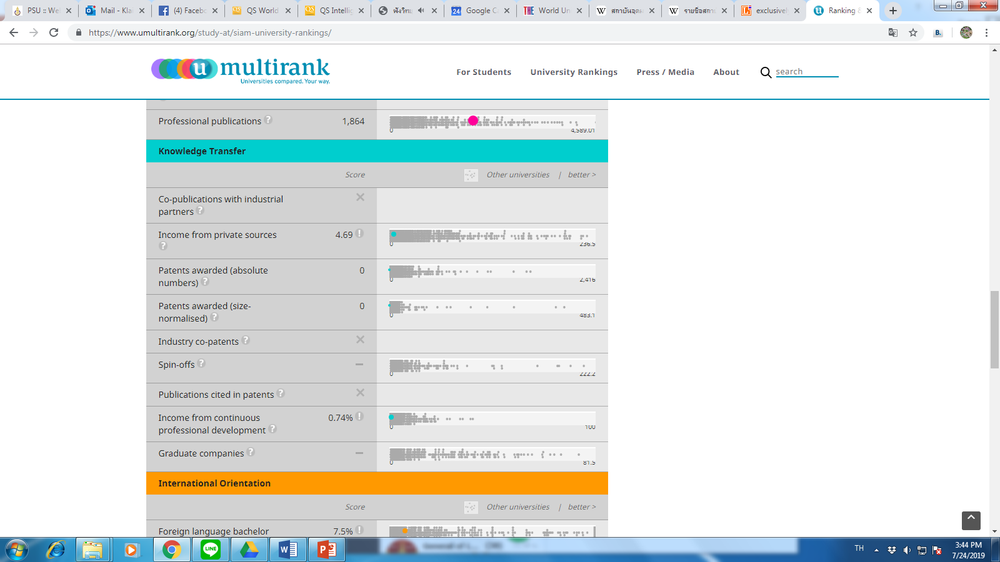 PSU :: We
Mail - Kla
(4) Faceb
QS World
QS Intellig
ฟังวิทย
Google C
THE World Un
สถาบันอุดม
รายชื่อสถา
exclusivel
Ranking &
https://www.umultirank.org/study-at/siam-university-rankings/
u multirank
Universities compared. Your way.
For Students
University Rankings
Press / Media
About
search
Professional publications ?
1,864
0
4,589.01
Knowledge Transfer
Score
Other universities | better >
Co-publications with industrial
partners ?
Income from private sources
?
4.69 !
0
236.5
Patents awarded (absolute
numbers) ?
0
0
2,416
Patents awarded (size-
normalised) ?
0
0
483.1
Industry co-patents ?
Spin-offs ?
0
222.2
Publications cited in patents ?
Income from continuous
professional development ?
0.74% !
0
100
Graduate companies ?
0
81.5
International Orientation
Score
Other universities | better >
Foreign language bachelor
7.5% !
LINE
TH
3:44 PM
7/24/2019